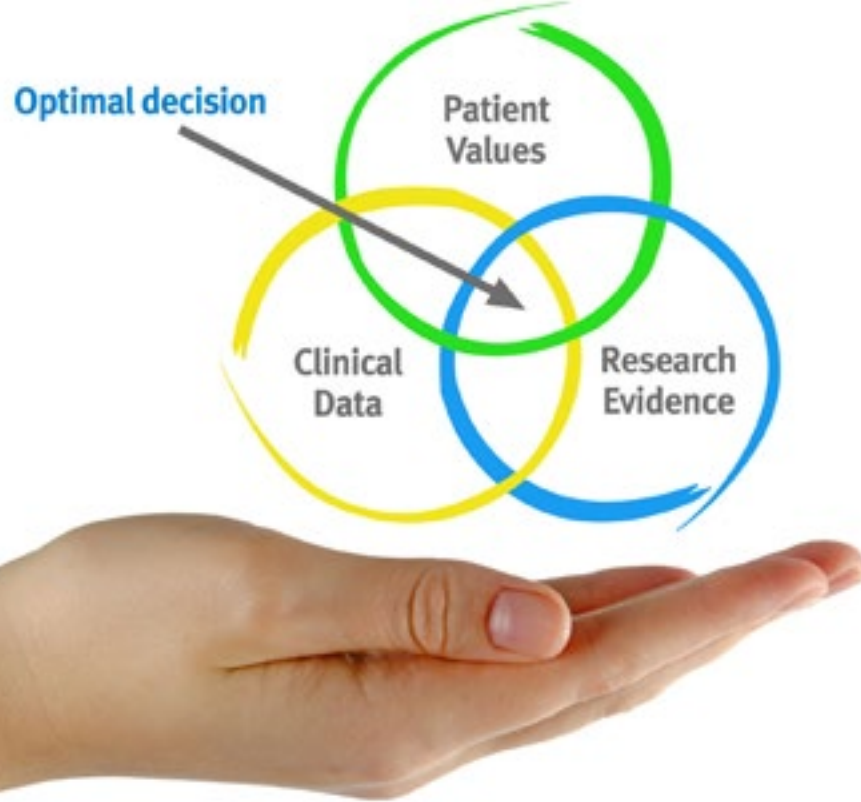 Optimal decision
Patient
Values
Clinical
Data
Research
Evidence